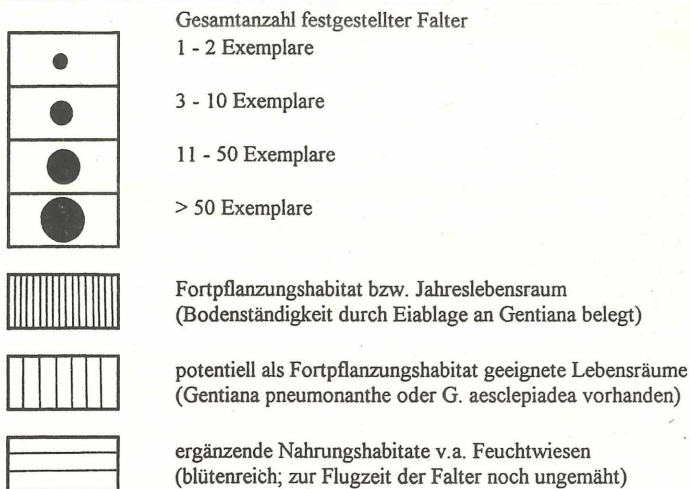 Gesamtanzahl festgestellter Falter
1 - 2 Exemplare
3 - 10 Exemplare
11 - 50 Exemplare
> 50 Exemplare
Fortpflanzungshabitat bzw. Jahreslebensraum
(Bodenständigkeit durch Eiablage an Gentiana belegt)
potentiell als Fortpflanzungshabitat geeignete Lebensräume
(Gentiana pneumonanthe oder G. aesclepiadea vorhanden)
ergänzende Nahrungshabitate v.a. Feuchtwiesen
(blütenreich; zur Flugzeit der Falter noch ungemäht)